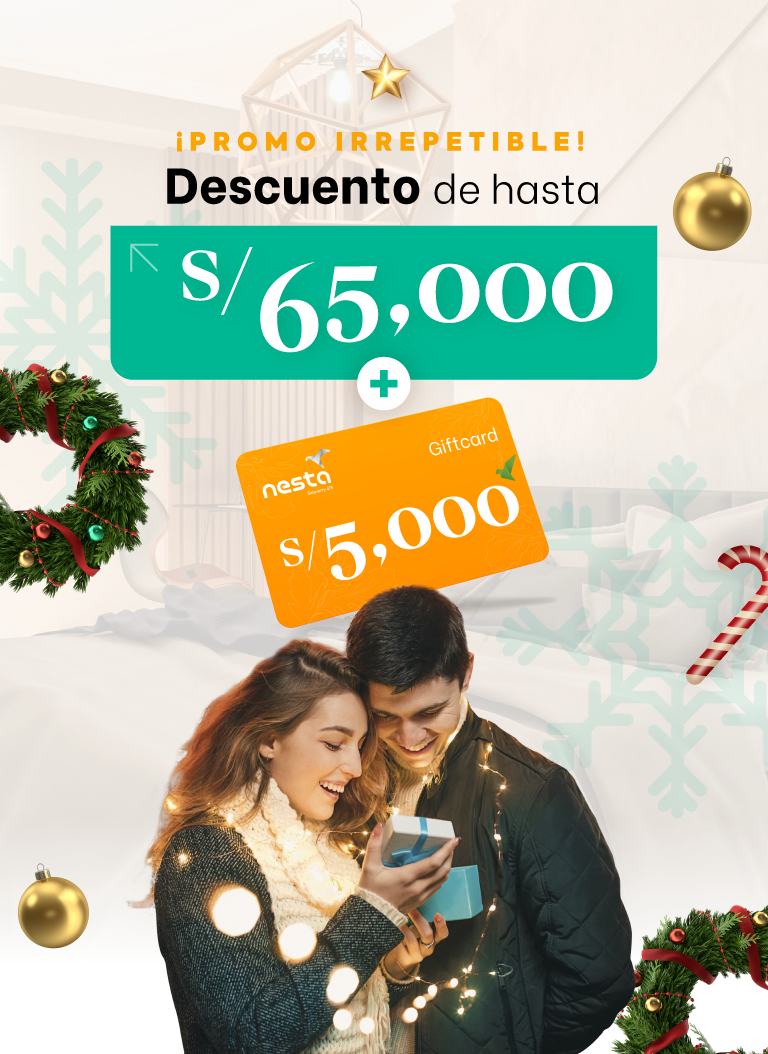 ¡PROMO IRREPETIBLE!
Descuento de hasta
S/65,000
+
Giftcard
nesta
S/5,000